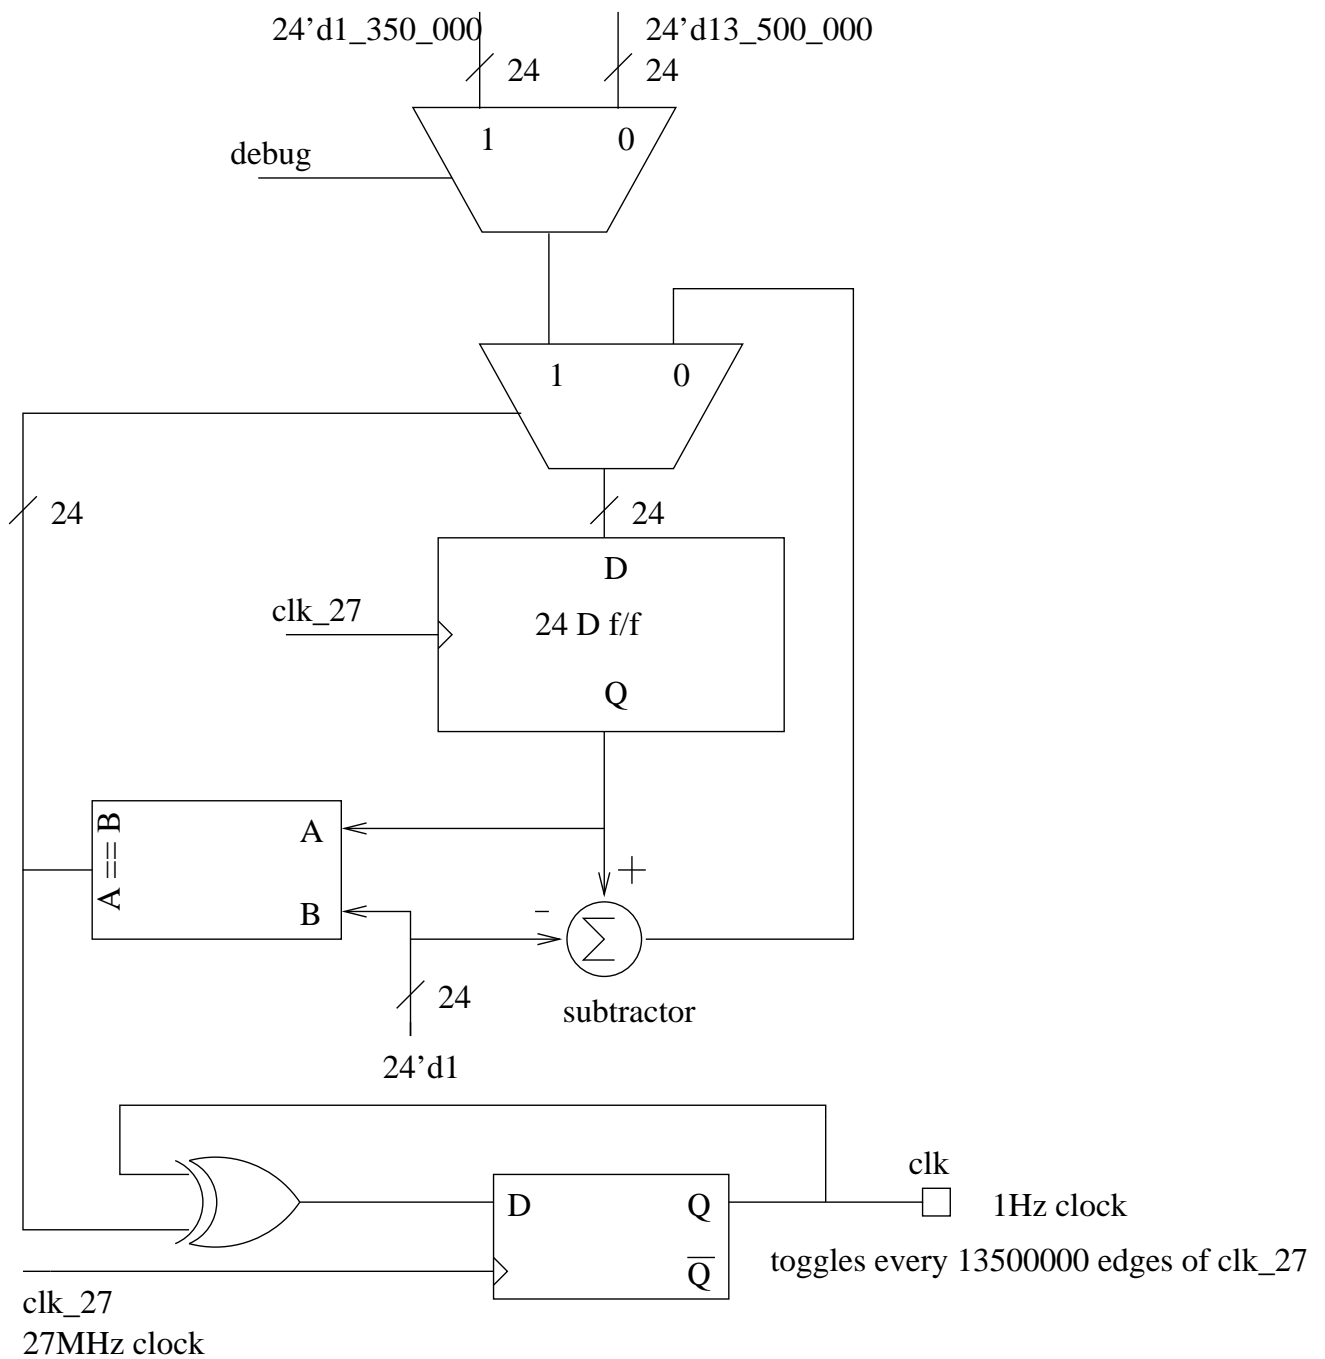 24’d1_350_000
24’d13_500_000
24
24
1
0
debug
1
0
24
24
D
clk_27
24 D f/f
Q
A == B
A
+
B
-
Σ
24
subtractor
24’d1
clk
D
Q
1Hz clock
Q
toggles every 13500000 edges of clk_27
clk_27
27MHz clock